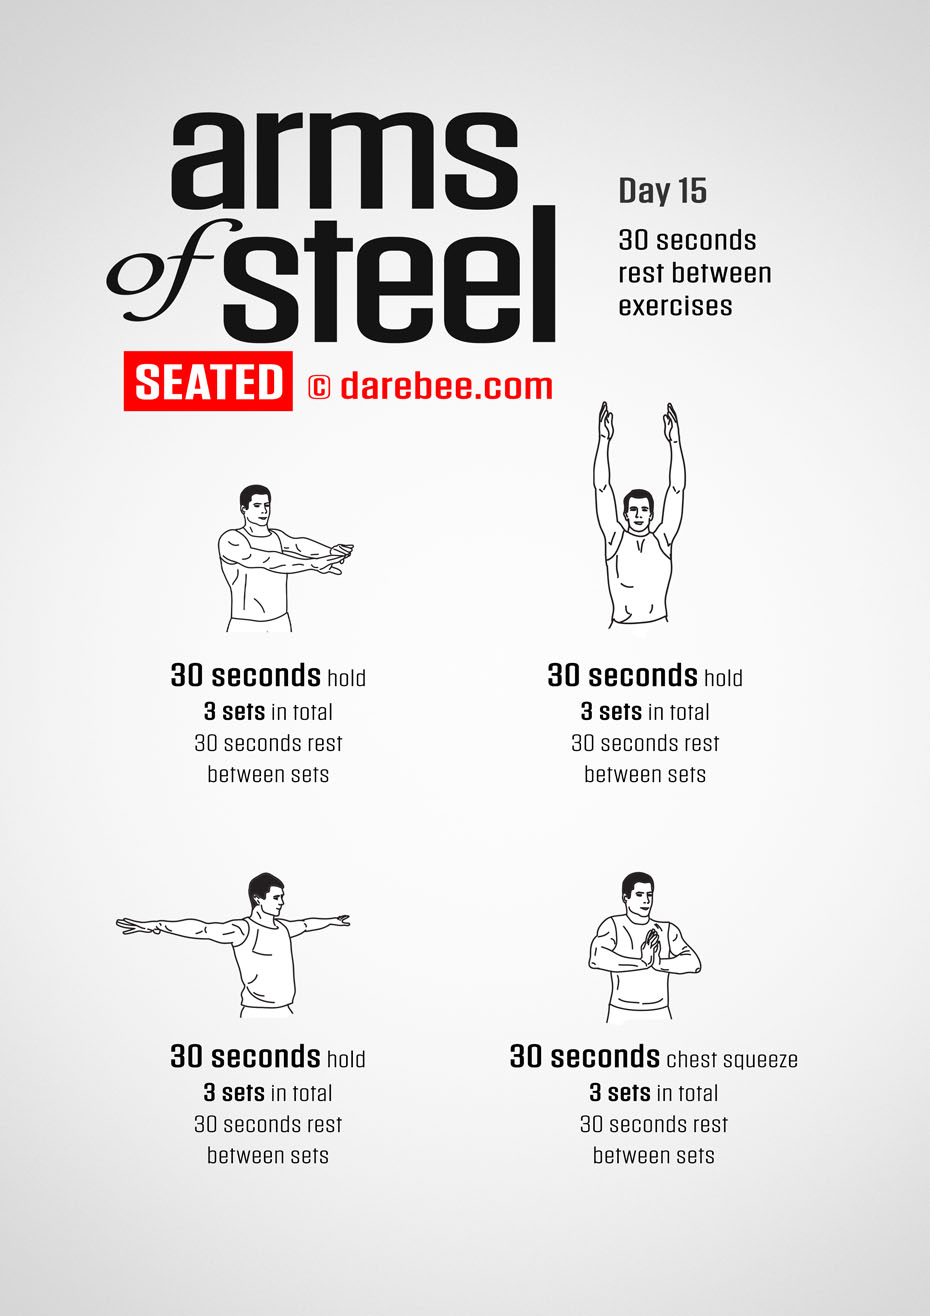 arms
of steel
SEATED © darebee.com
Day 15
30 seconds
rest between
exercises
30 seconds hold
3 sets in total
30 seconds rest
between sets
30 seconds hold
3 sets in total
30 seconds rest
between sets
30 seconds hold
3 sets in total
30 seconds rest
between sets
30 seconds chest squeeze
3 sets in total
30 seconds rest
between sets